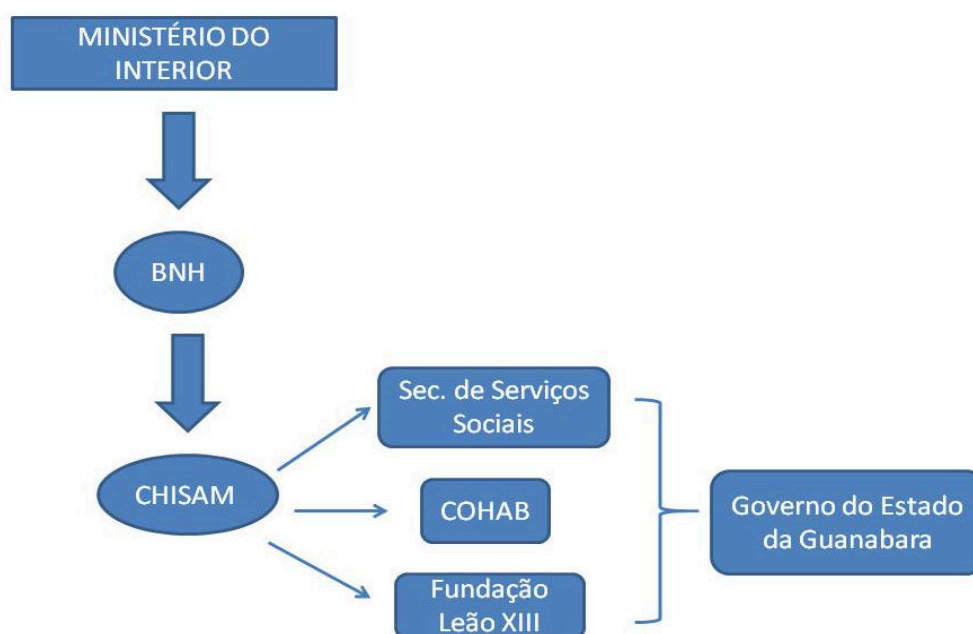 MINISTÉRIO DO
INTERIOR
BNH
Sec. de Serviços
Sociais
CHISAM
COHAB
Governo do Estado
da Guanabara
Fundação
Leão XIII